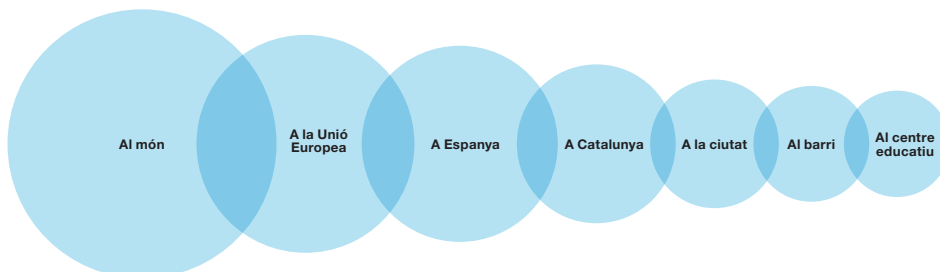 Al món
A la Unió
Europea
A Espanya
A Catalunya
A la ciutat
Al barri
Al centre
educatiu